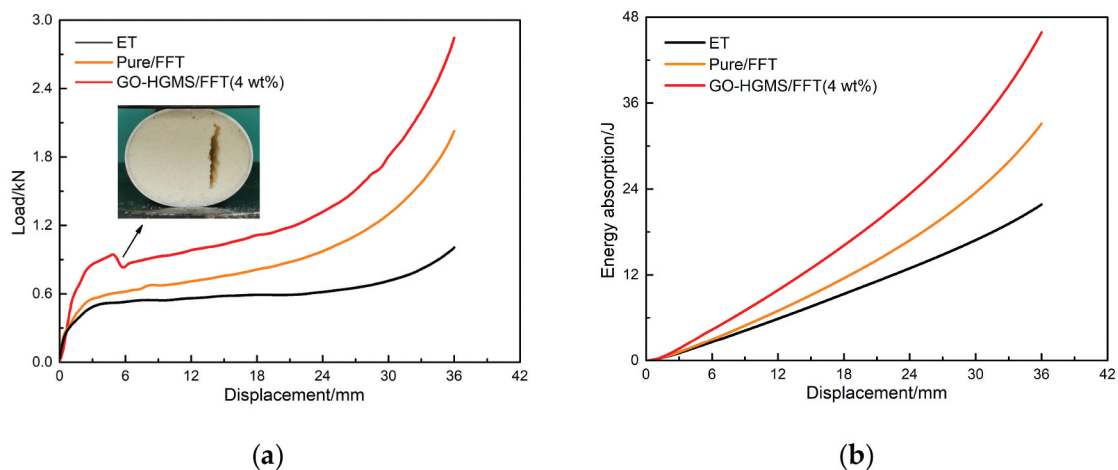 3.0
2.4
1.8
1.2
0.6
0.0
Load/kN
ET
Pure/FFT
GO-HGMS/FFT(4 wt%)
0 6 12 18 24 30 36 42
Displacement/mm
(a)
48
36
24
12
0
Energy absorption/J
ET
Pure/FFT
GO-HGMS/FFT(4 wt%)
0 6 12 18 24 30 36 42
Displacement/mm
(b)